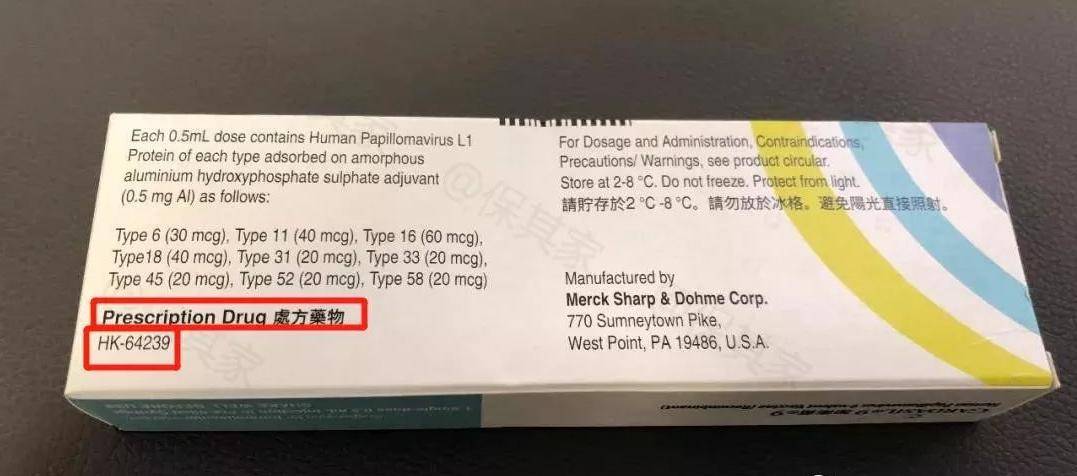 Each 0.5mL dose contains Human Papillomavirus L1
Protein of each type adsorbed on amorphous
aluminium hydroxyphosphate sulphate adjuvant
(0.5 mg Al) as follows:
Type 6 (30 mcg), Type 11 (40 mcg), Type 16 (60 mcg),
Type18 (40 mcg), Type 31 (20 mcg), Type 33 (20 mcg),
Type 45 (20 mcg), Type 52 (20 mcg), Type 58 (20 mcg)
Prescription Drug 處方藥物
HK-64239
For Dosage and Administration, Contraindications,
Precautions/ Warnings, see product circular.
Store at 2-8 °C. Do not freeze. Protect from light.
請貯存於2 °C -8 °C。請勿放於冰格。避免陽光直接照射。
Manufactured by
Merck Sharp & Dohme Corp.
770 Sumneytown Pike,
West Point, PA 19486, U.S.A.
@保其家